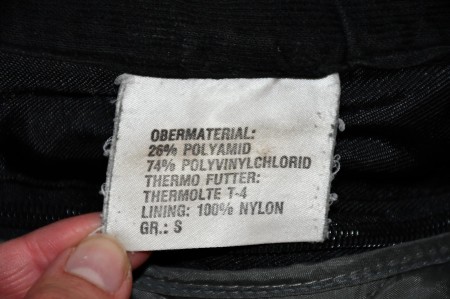 OBERMATERIAL:
26% POLYAMID
74% POLYVINYLCHLORID
THERMO FUTTER:
THERMOLTE T-4
LINING: 100% NYLON
GR.: S